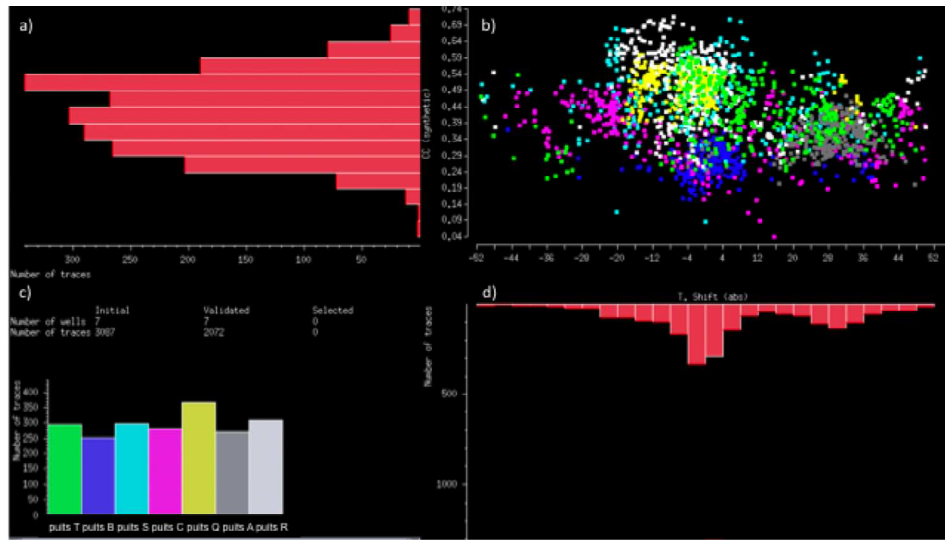 a)
300 250 200 150 100 50
Number of traces
CC (synthetic)
b)
0,74
0,69
0,64
0,59
0,54
0,49
0,44
0,39
0,34
0,29
0,24
0,19
0,14
0,09
0,04
-52 -44 -36 -28 -20 -12 -4 4 12 20 28 36 44 52
T. Shift (abs)
c)
Initial Validated Selected
Number of wells 7 7 0
Number of traces 3087 2072 0
Number of traces
400
350
300
250
200
150
100
50
0
puits T puits B puits S puits C puits Q puits A puits R
d)
Number of traces
1
500
1000